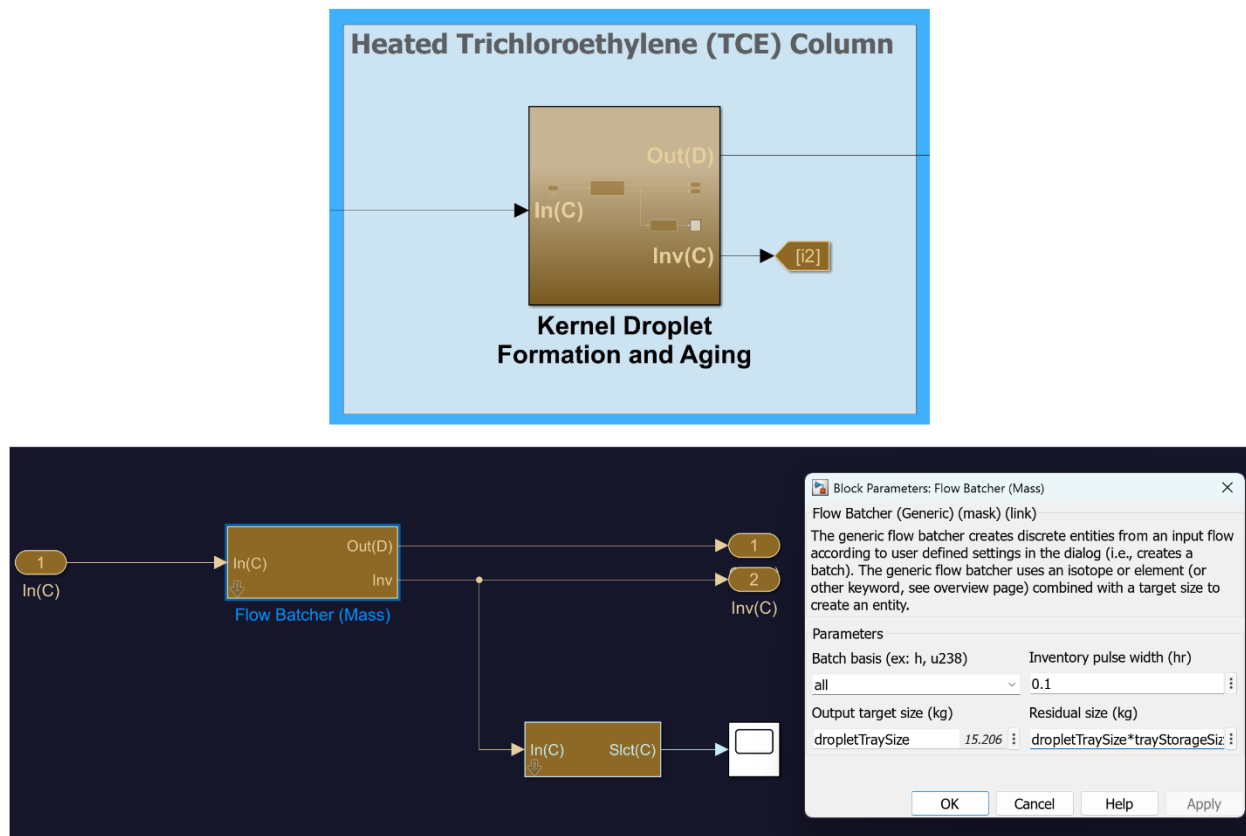 Heated Trichloroethylene (TCE) Column
Out(D)
In(C)
Inv(C)
[i2]
Kernel Droplet
Formation and Aging
1
In(C)
In(C)
Out(D)
Inv
Flow Batcher (Mass)
1
2
Inv(C)
In(C)
Slct(C)
Block Parameters: Flow Batcher (Mass)
Flow Batcher (Generic) (mask) (link)
The generic flow batcher creates discrete entities from an input flow
according to user defined settings in the dialog (i.e., creates a
batch). The generic flow batcher uses an isotope or element (or
other keyword, see overview page) combined with a target size to
create an entity.
Parameters
Batch basis (ex: h, u238)
Inventory pulse width (hr)
all
0.1
Output target size (kg)
Residual size (kg)
dropletTraySize 15.206
dropletTraySize*trayStorageSiz
OK Cancel Help Apply